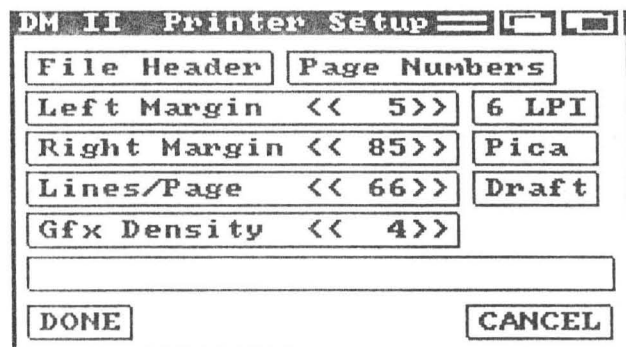 DM II Printer Setup
File Header Page Numbers
Left Margin << 5>> 6 LPI
Right Margin << 85>> Pica
Lines/Page << 66>> Draft
Gfx Density << 4>>
DONE CANCEL